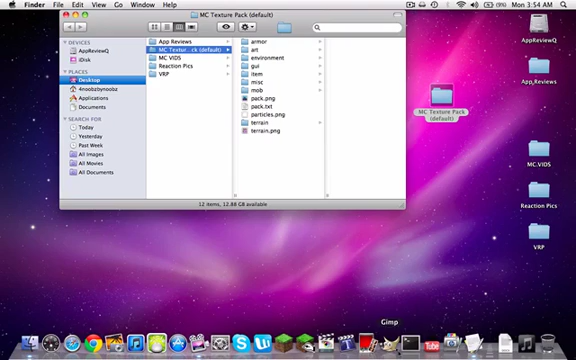 Finder File Edit View Go Window Help
(9%) Mon 3:54 AM
MC Texture Pack (default)
DEVICES
AppReviewQ
iDisk
PLACES
Desktop
4noobzbynoobz
Applications
Documents
SEARCH FOR
Today
Yesterday
Past Week
All Images
All Movies
All Documents
App Reviews
MC Textur...ck (default)
MC VIDS
Reaction Pics
VRP
armor
art
environment
gui
item
misc
mob
pack.png
pack.txt
particles.png
terrain
terrain.png
12 items, 12.88 GB available
MC Texture Pack
(default)
AppReviewQ
App_Reviews
MC.VIDS
Reaction Pics
VRP
Gimp
You
Tube